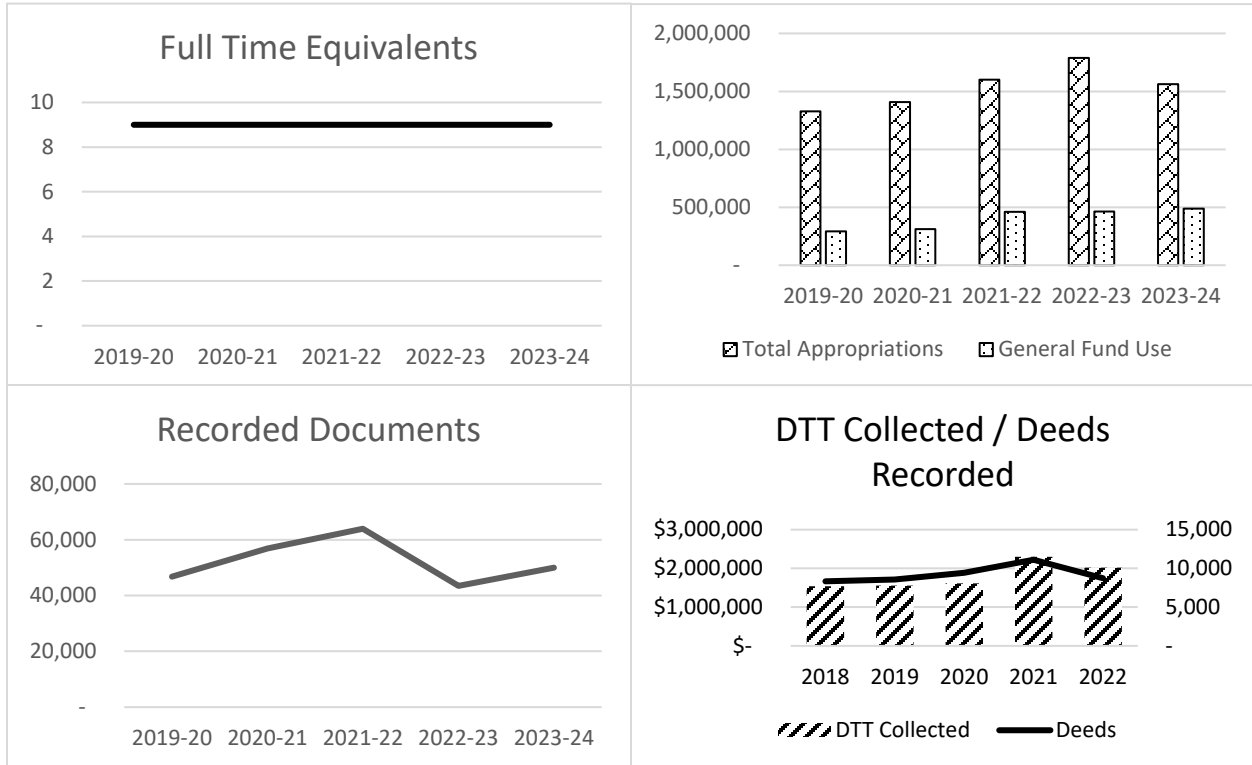 Full Time Equivalents
10
8
6
4
2
-
2019-20 2020-21 2021-22 2022-23 2023-24
2,000,000
1,500,000
1,000,000
500,000
-
2019-20 2020-21 2021-22 2022-23 2023-24
Total Appropriations General Fund Use
Recorded Documents
80,000
60,000
40,000
20,000
-
2019-20 2020-21 2021-22 2022-23 2023-24
DTT Collected / Deeds
Recorded
$3,000,000 15,000
$2,000,000 10,000
$1,000,000 5,000
$- -
2018 2019 2020 2021 2022
DTT Collected Deeds